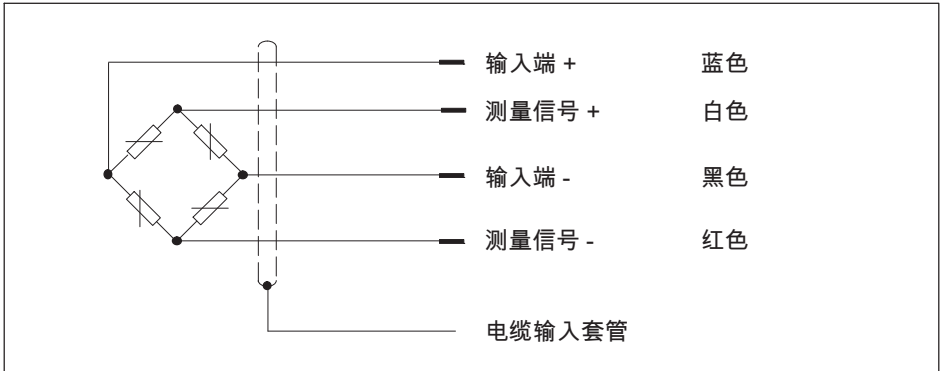 输入端 + 蓝色
测量信号 + 白色
输入端 - 黑色
测量信号 - 红色
电缆输入套管